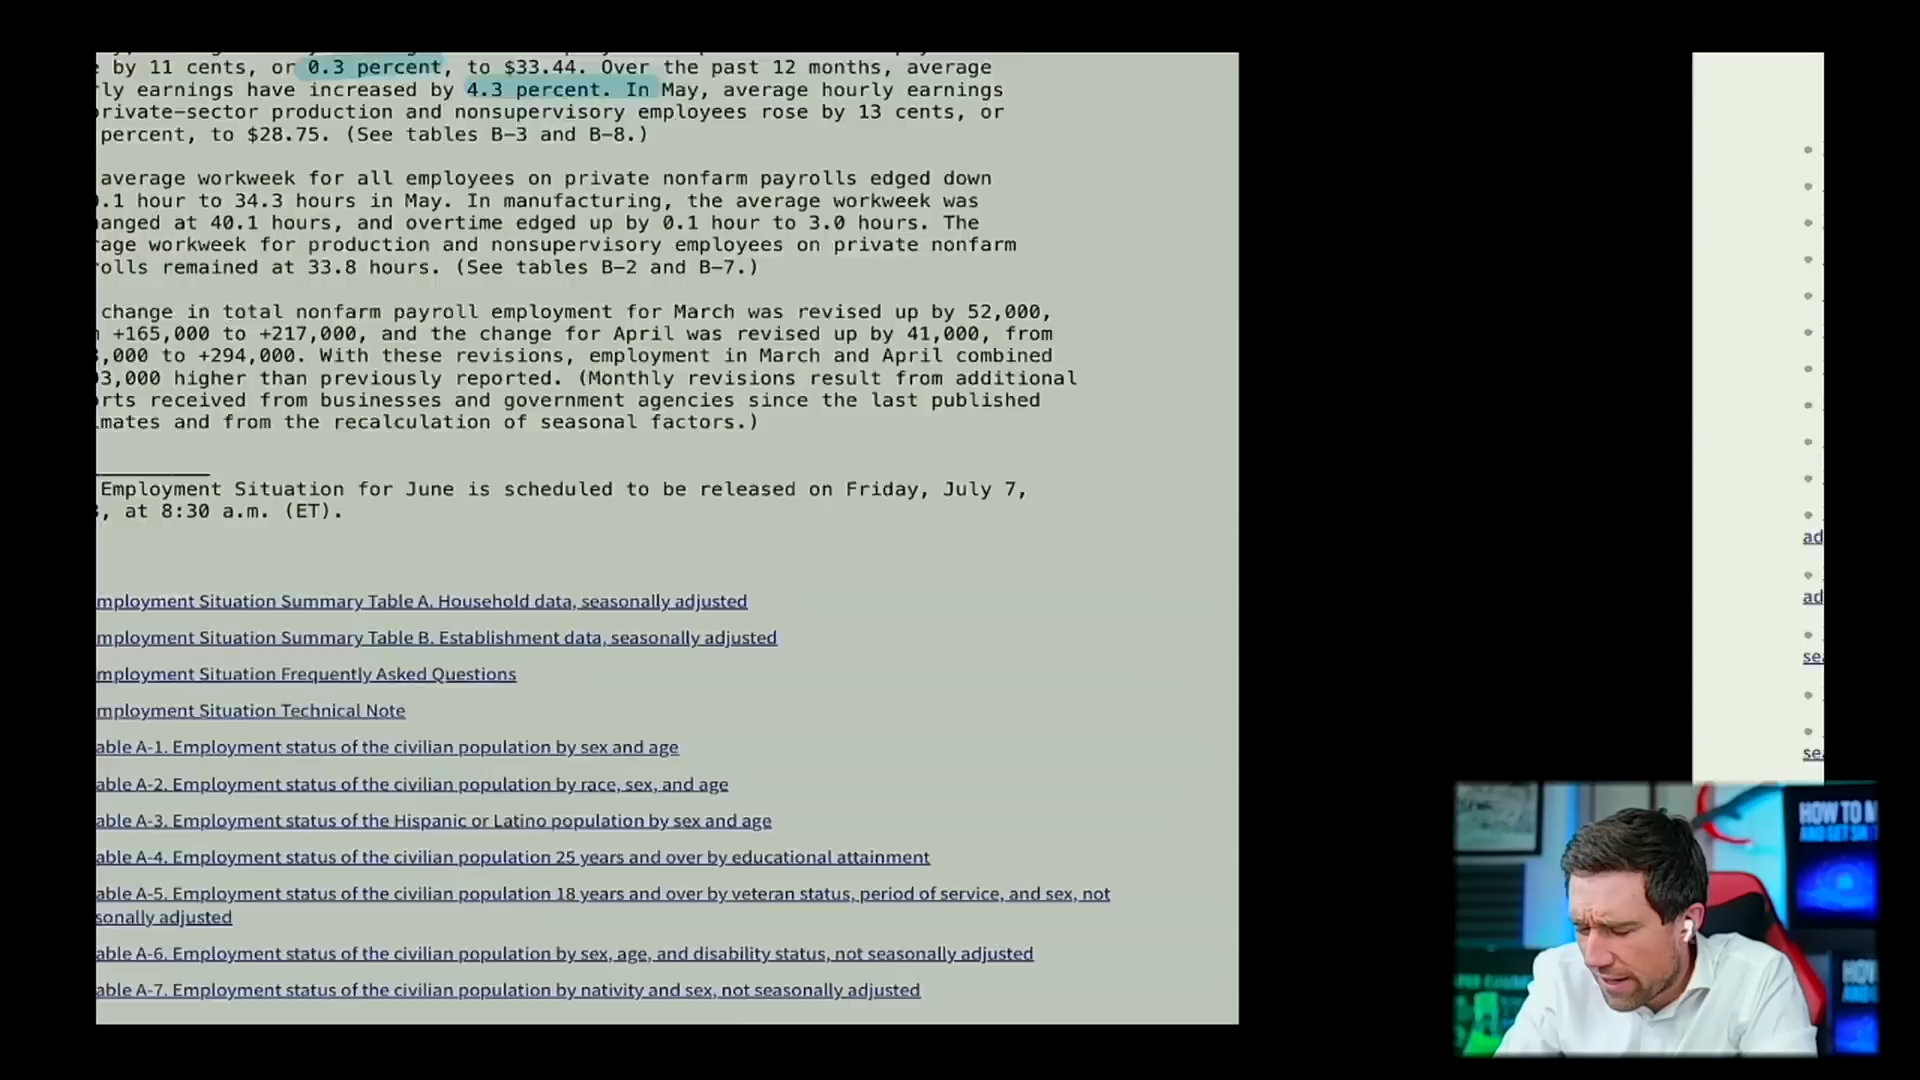 by 11 cents, or 0.3 percent, to $33.44. Over the past 12 months, average
ly earnings have increased by 4.3 percent. In May, average hourly earnings
rivate-sector production and nonsupervisory employees rose by 13 cents, or
percent, to $28.75. (See tables B-3 and B-8.)
average workweek for all employees on private nonfarm payrolls edged down
.1 hour to 34.3 hours in May. In manufacturing, the average workweek was
anged at 40.1 hours, and overtime edged up by 0.1 hour to 3.0 hours. The
rage workweek for production and nonsupervisory employees on private nonfarm
olls remained at 33.8 hours. (See tables B-2 and B-7.)
change in total nonfarm payroll employment for March was revised up by 52,000,
+165,000 to +217,000, and the change for April was revised up by 41,000, from
,000 to +294,000. With these revisions, employment in March and April combined
3,000 higher than previously reported. (Monthly revisions result from additional
rts received from businesses and government agencies since the last published
mates and from the recalculation of seasonal factors.)
Employment Situation for June is scheduled to be released on Friday, July 7,
, at 8:30 a.m. (ET).
mployment Situation Summary Table A. Household data, seasonally adjusted
mployment Situation Summary Table B. Establishment data, seasonally adjusted
mployment Situation Frequently Asked Questions
mployment Situation Technical Note
able A-1. Employment status of the civilian population by sex and age
able A-2. Employment status of the civilian population by race, sex, and age
able A-3. Employment status of the Hispanic or Latino population by sex and age
able A-4. Employment status of the civilian population 25 years and over by educational attainment
able A-5. Employment status of the civilian population 18 years and over by veteran status, period of service, and sex, not
sonally adjusted
able A-6. Employment status of the civilian population by sex, age, and disability status, not seasonally adjusted
able A-7. Employment status of the civilian population by nativity and sex, not seasonally adjusted
ad
ad
sea
sea
HOW TO M
AND GET
HOW